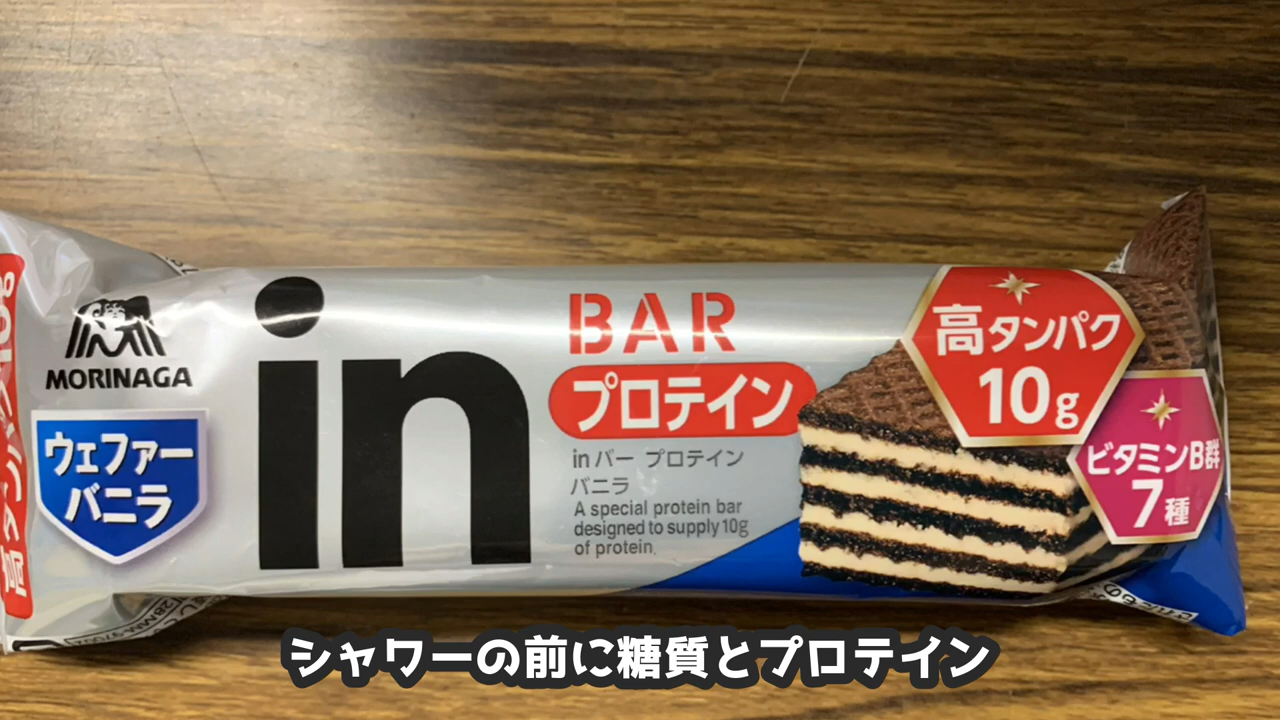 MORINAGA
ウェファー
バニラ
in
BAR
プロテイン
inバー プロテイン
バニラ
A special protein bar
designed to supply 10g
of protein.
高タンパク
10g
ビタミンB群
7種
シャワーの前に糖質とプロテイン